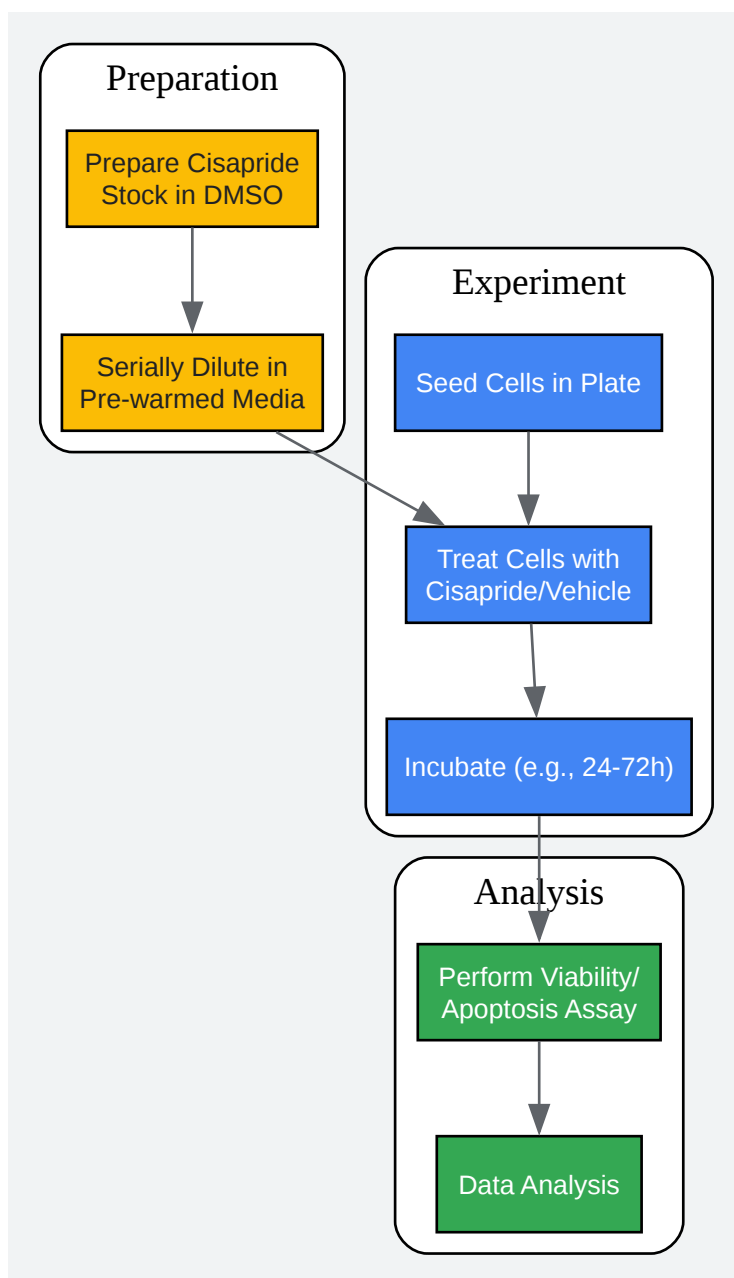 Preparation
Prepare Cisapride
Stock in DMSO
Serially Dilute in
Pre-warmed Media
Experiment
Seed Cells in Plate
Treat Cells with
Cisapride/Vehicle
Incubate (e.g., 24-72h)
Analysis
Perform Viability/
Apoptosis Assay
Data Analysis